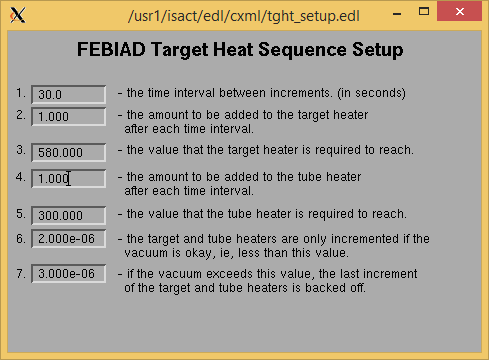 /usr1/isact/edl/cxml/tght_setup.edl
FEBIAD Target Heat Sequence Setup
1. 30.0 - the time interval between increments. (in seconds)
2. 1.000 - the amount to be added to the target heater
after each time interval.
3. 580.000 - the value that the target heater is required to reach.
4. 1.000 - the amount to be added to the tube heater
after each time interval.
5. 300.000 - the value that the tube heater is required to reach.
6. 2.000e-06 - the target and tube heaters are only incremented if the
vacuum is okay, ie, less than this value.
7. 3.000e-06 - if the vacuum exceeds this value, the last increment
of the target and tube heaters is backed off.